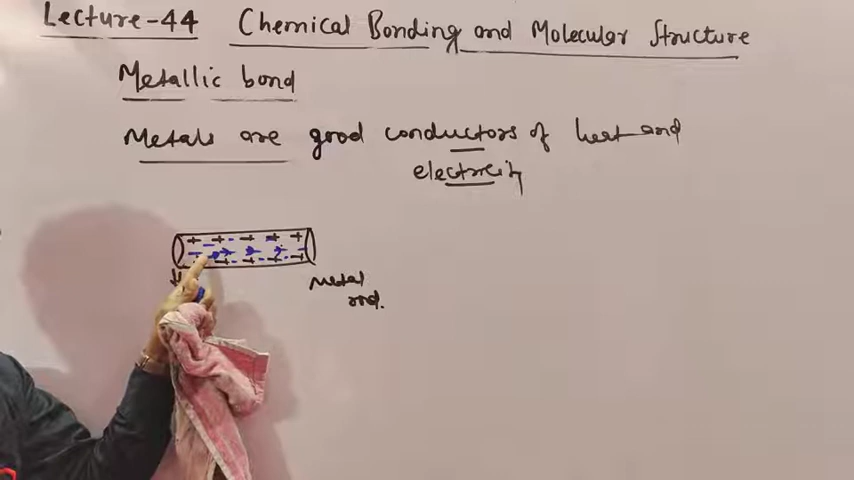 Lecture-44 Chemical Bonding and Molecular Structure
Metallic bond
Metals are good conductors of heat and
electricity
Metal
rod.